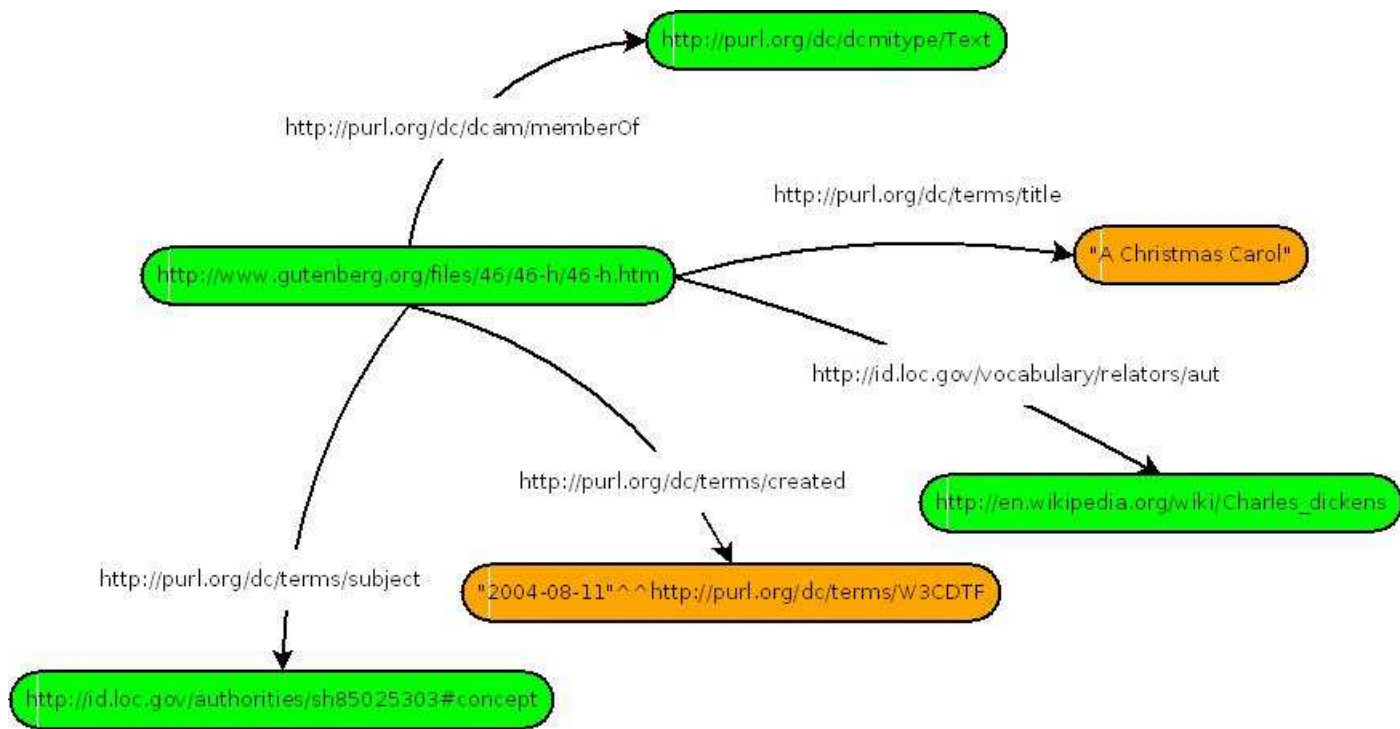 http://purl.org/dc/dcmitype/Text
http://purl.org/dc/dcam/memberOf
http://purl.org/dc/terms/title
"A Christmas Carol"
http://www.gutenberg.org/files/46/46-h/46-h.htm
http://id.loc.gov/vocabulary/relators/aut
http://purl.org/dc/terms/created
http://en.wikipedia.org/wiki/Charles_dickens
http://purl.org/dc/terms/subject
"2004-08-11"^^http://purl.org/dc/terms/W3CDTF
http://id.loc.gov/authorities/sh85025303#concept